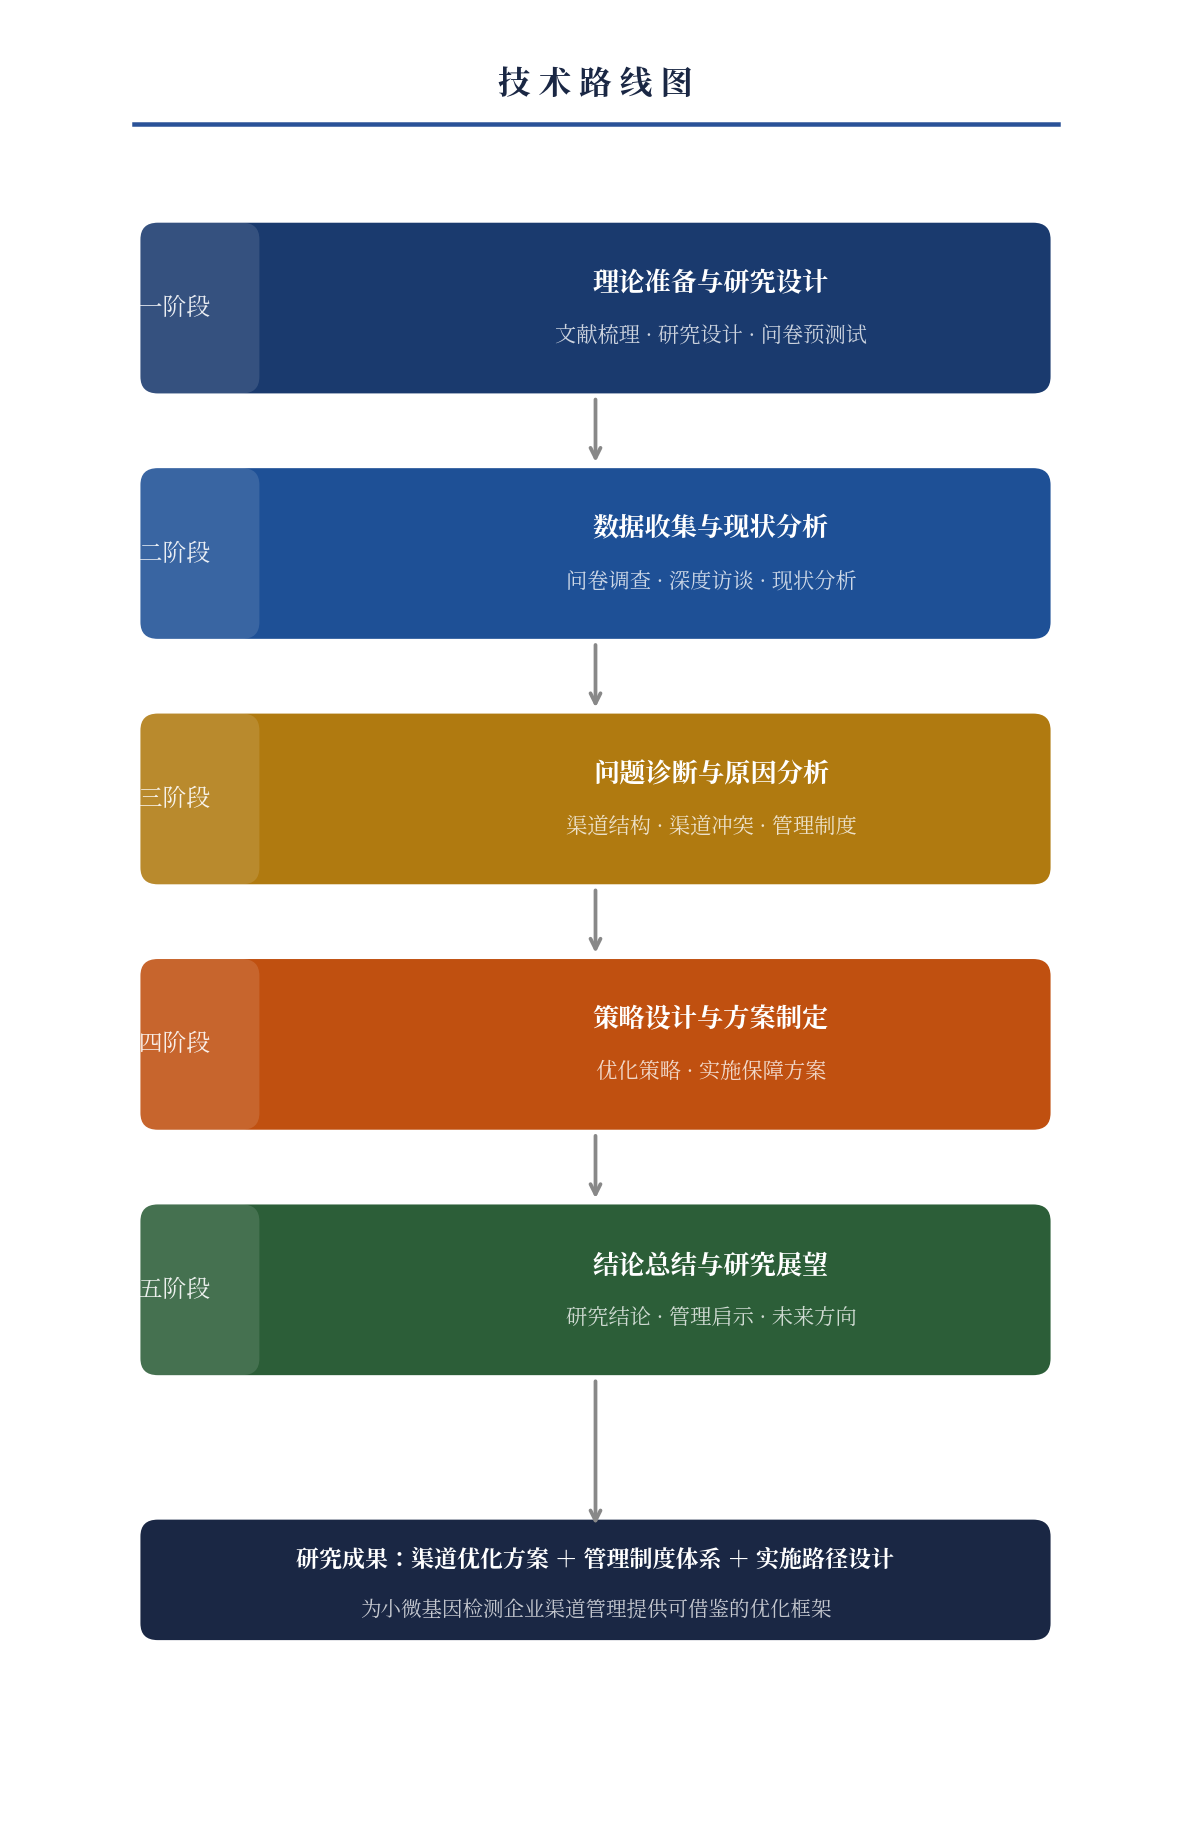 技术路线图
一阶段
理论准备与研究设计
文献梳理 · 研究设计 · 问卷预测试
二阶段
数据收集与现状分析
问卷调查 · 深度访谈 · 现状分析
三阶段
问题诊断与原因分析
渠道结构 · 渠道冲突 · 管理制度
四阶段
策略设计与方案制定
优化策略 · 实施保障方案
五阶段
结论总结与研究展望
研究结论 · 管理启示 · 未来方向
研究成果：渠道优化方案 ＋ 管理制度体系 ＋ 实施路径设计
为小微基因检测企业渠道管理提供可借鉴的优化框架